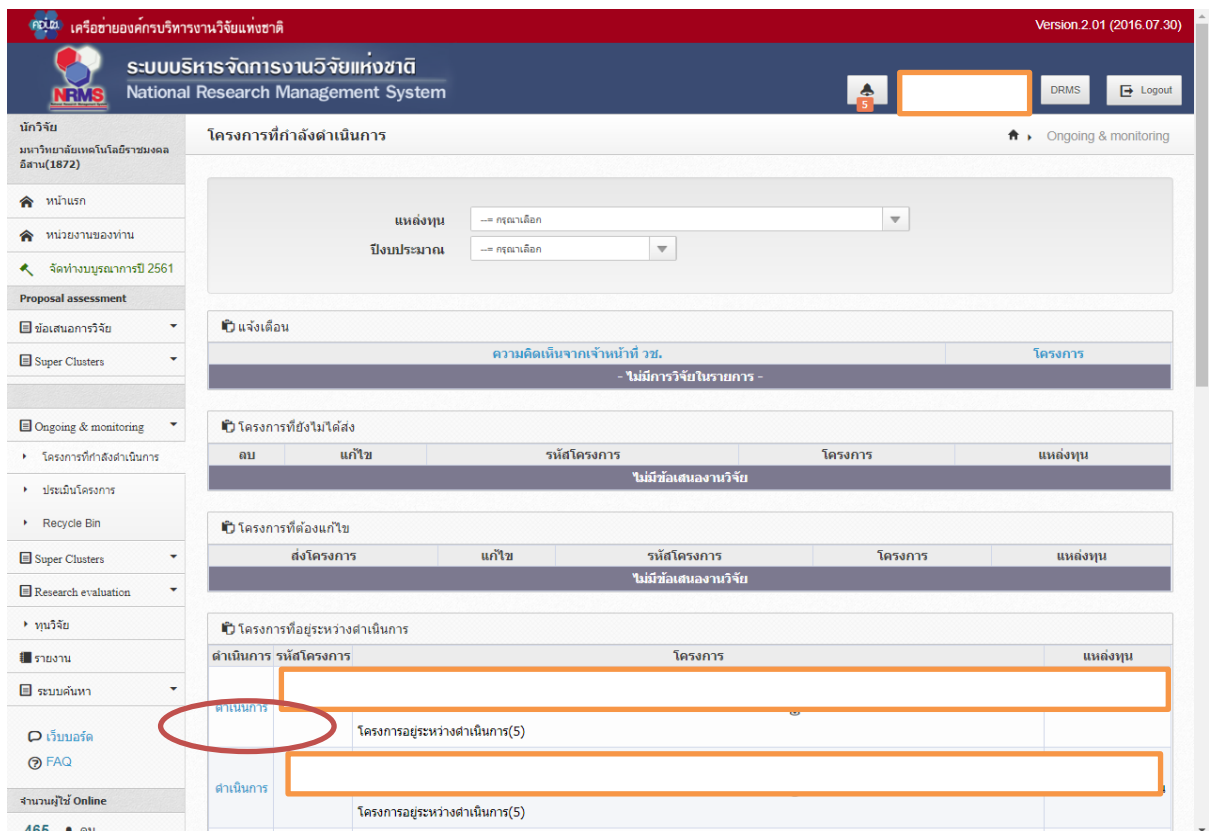 คอบช เครือข่ายองค์กรบริหารงานวิจัยแห่งชาติ
Version.2.01 (2016.07.30)
NRMS
ระบบบริหารจัดการงานวิจัยแห่งชาติ
National Research Management System
5
DRMS
Logout
นักวิจัย
มหาวิทยาลัยเทคโนโลยีราชมงคล
อีสาน(1872)
หน้าแรก
หน่วยงานของท่าน
จัดทำงบบูรณาการปี 2561
Proposal assessment
ข้อเสนอการวิจัย
Super Clusters
Ongoing & monitoring
โครงการที่กำลังดำเนินการ
ประเมินโครงการ
Recycle Bin
Super Clusters
Research evaluation
ทุนวิจัย
รายงาน
ระบบค้นหา
เว็บบอร์ด
FAQ
จำนวนผู้ใช้ Online
465 คน
โครงการที่กำลังดำเนินการ
Ongoing & monitoring
แหล่งทุน --= กรุณาเลือก
ปีงบประมาณ --= กรุณาเลือก
แจ้งเตือน
ความคิดเห็นจากเจ้าหน้าที่ วช. โครงการ
- ไม่มีการวิจัยในรายการ -
โครงการที่ยังไม่ได้ส่ง
ลบ แก้ไข รหัสโครงการ โครงการ แหล่งทุน
ไม่มีข้อเสนองานวิจัย
โครงการที่ต้องแก้ไข
ส่งโครงการ แก้ไข รหัสโครงการ โครงการ แหล่งทุน
ไม่มีข้อเสนองานวิจัย
โครงการที่อยู่ระหว่างดำเนินการ
ดำเนินการ รหัสโครงการ โครงการ แหล่งทุน
ดำเนินการ
โครงการอยู่ระหว่างดำเนินการ(5)
ดำเนินการ
โครงการอยู่ระหว่างดำเนินการ(5)